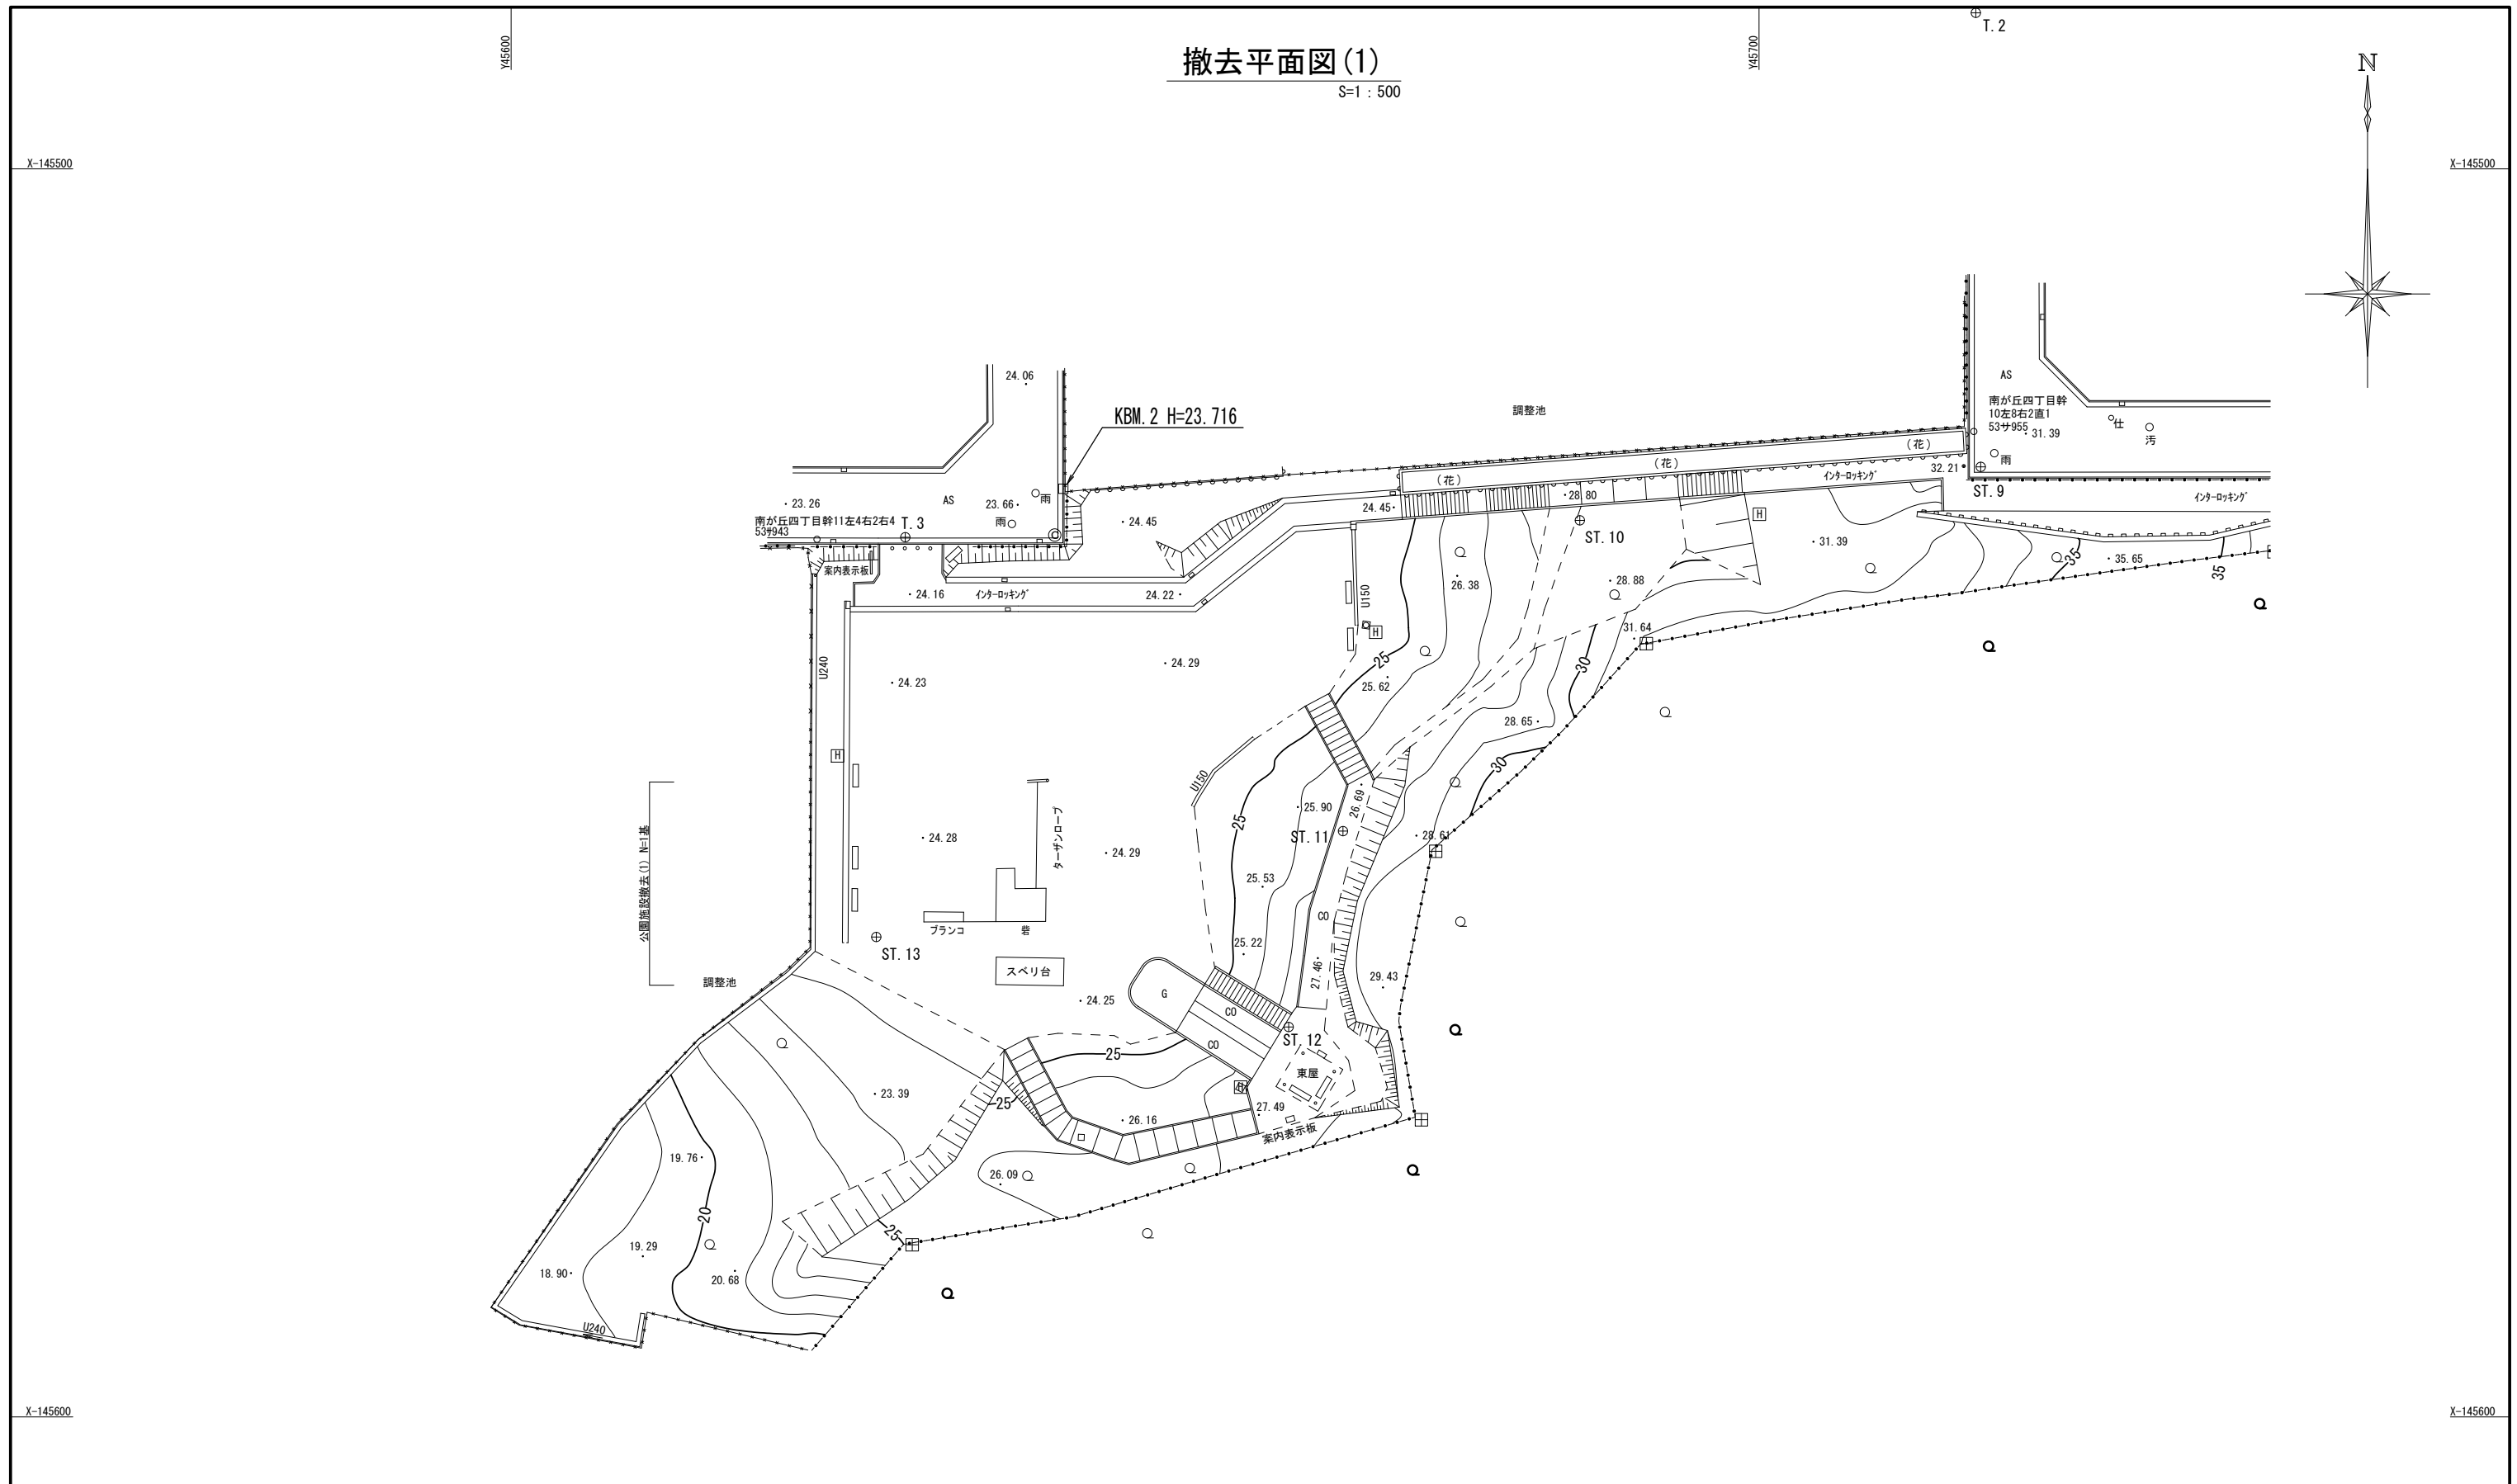 T.2
Y45600
Y45700
撤去平面図(1)
S=1 : 500
N
X-145500
X-145500
24.06
KBM.2 H=23.716
調整池
AS
南が丘四丁目幹
10左8右2直1
53サ955
31.39
仕
汚
(花)
(花)
(花)
雨
インターロッキング
32.21
ST.9
インターロッキング
23.26
AS
23.66
雨
雨
南が丘四丁目幹11左4右2右4
53サ943
T.3
24.45
24.45
28.80
ST.10
H
31.39
35.65
35
35
案内表示板
24.16
インターロッキング
24.22
U150
H
26.38
28.88
31.64
U240
24.23
24.29
25
25.62
30
28.65
30
H
U150
公園施設撤去(1) N=1基
ターザンロープ
24.28
24.29
25
25.90
26.69
ST.11
28.61
25.53
CO
ブランコ
砦
ST.13
25.22
27.46
29.43
調整池
スベリ台
24.25
G
CO
CO
ST.12
25
東屋
23.39
25
26.16
27.49
案内表示板
19.76
26.09
20
25
19.29
18.90
20.68
U240
X-145600
X-145600